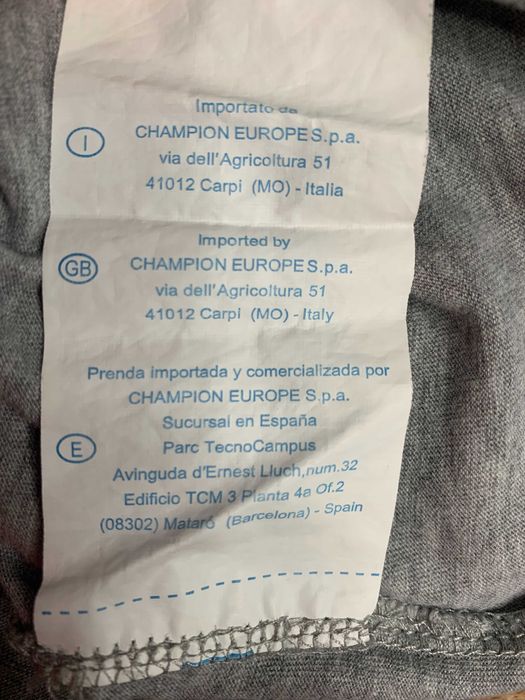 Importato da
I
CHAMPION EUROPE S.p.a.
via dell'Agricoltura 51
41012 Carpi (MO) - Italia
Imported by
GB
CHAMPION EUROPE S.p.a.
via dell'Agricoltura 51
41012 Carpi (MO) - Italy
Prenda importada y comercializada por
CHAMPION EUROPE S.p.a.
Sucursal en España
E
Parc TecnoCampus
Avinguda d'Ernest Lluch,num.32
Edificio TCM 3 Planta 4a Of.2
(08302) Mataró (Barcelona) - Spain